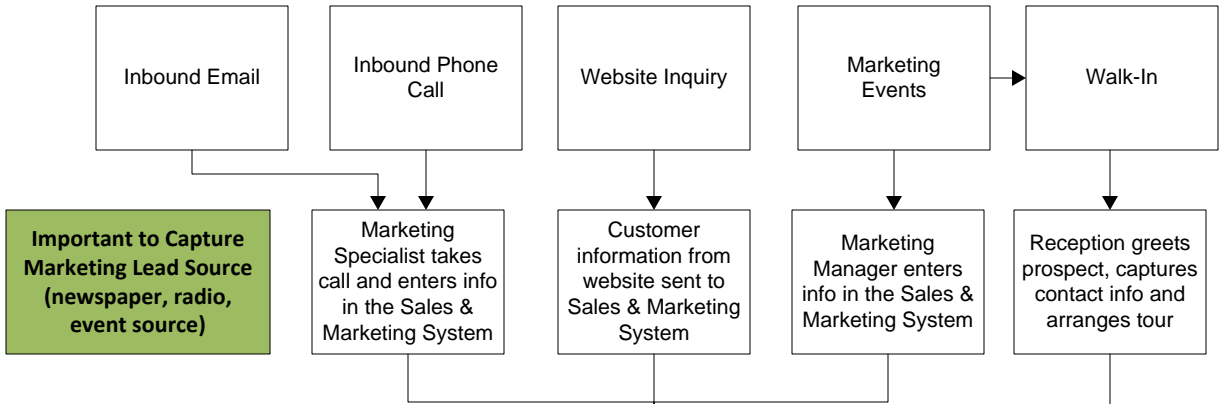 Inbound Email
Inbound Phone
Call
Website Inquiry
Marketing
Events
Walk-In
Important to Capture
Marketing Lead Source
(newspaper, radio,
event source)
Marketing
Specialist takes
call and enters info
in the Sales &
Marketing System
Customer
information from
website sent to
Sales & Marketing
System
Marketing
Manager enters
info in the Sales &
Marketing System
Reception greets
prospect, captures
contact info and
arranges tour